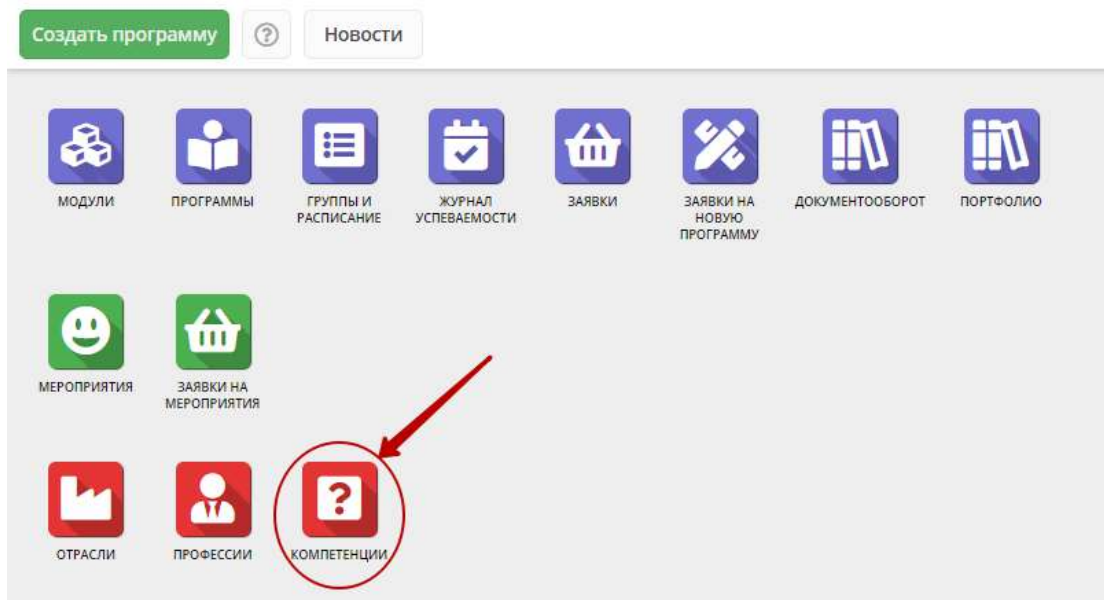 Создать программу
?
Новости
МОДУЛИ
ПРОГРАММЫ
ГРУППЫ И
РАСПИСАНИЕ
ЖУРНАЛ
УСПЕВАЕМОСТИ
ЗАЯВКИ
ЗАЯВКИ НА
НОВУЮ
ПРОГРАММУ
ДОКУМЕНТООБОРОТ
ПОРТФОЛИО
МЕРОПРИЯТИЯ
ЗАЯВКИ НА
МЕРОПРИЯТИЯ
ОТРАСЛИ
ПРОФЕССИИ
?
КОМПЕТЕНЦИИ